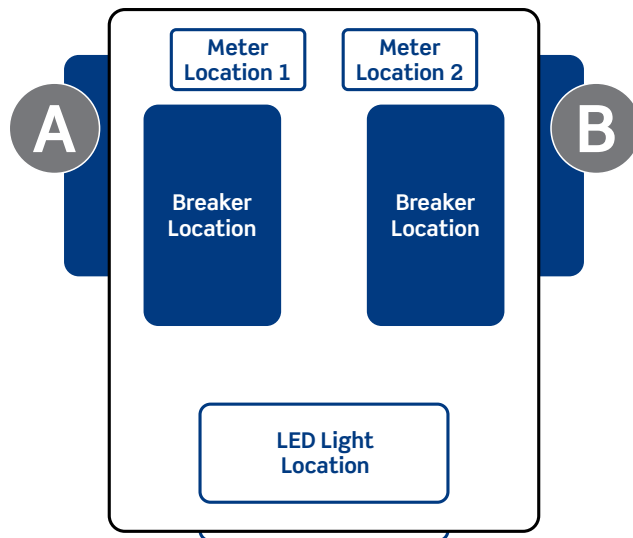 Meter
Location 1
Meter
Location 2
A
B
Breaker
Location
Breaker
Location
LED Light
Location